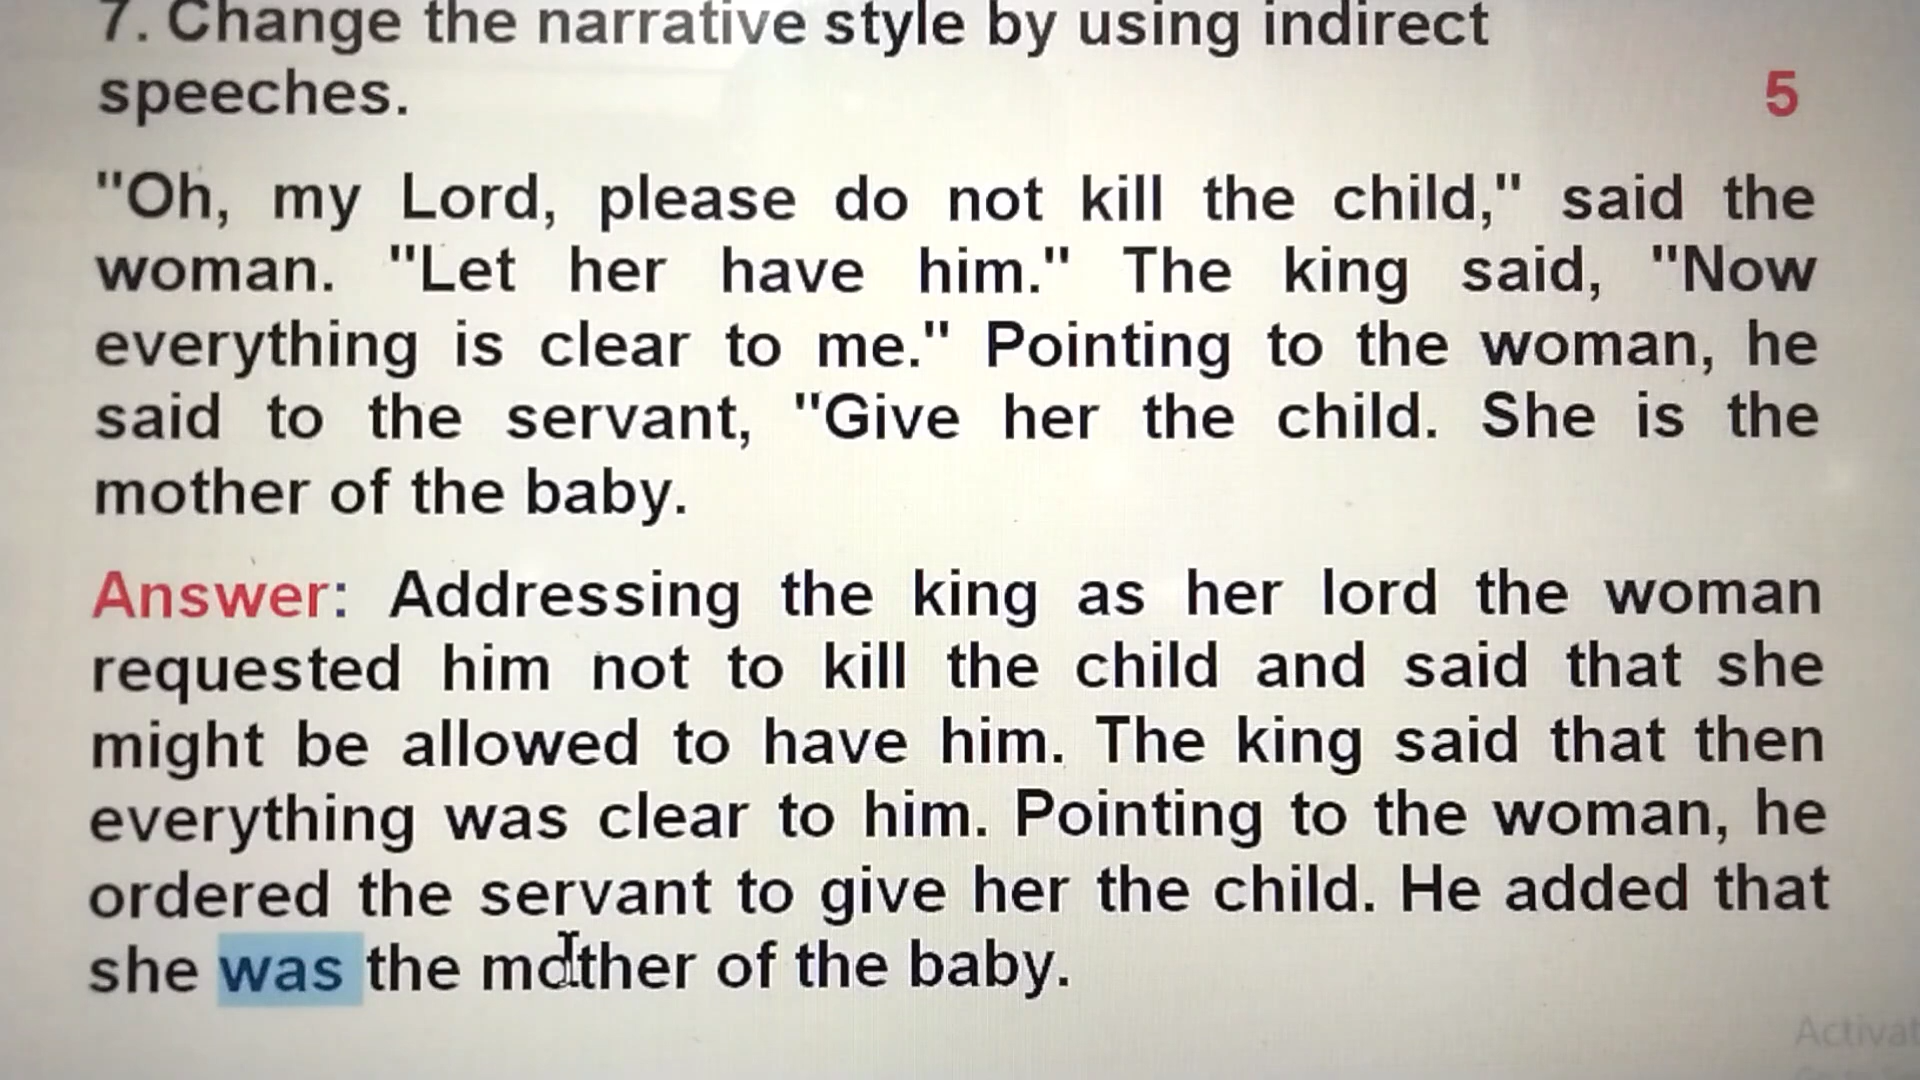 7. Change the narrative style by using indirect
speeches. 5
"Oh, my Lord, please do not kill the child," said the
woman. "Let her have him." The king said, "Now
everything is clear to me." Pointing to the woman, he
said to the servant, "Give her the child. She is the
mother of the baby.
Answer: Addressing the king as her lord the woman
requested him not to kill the child and said that she
might be allowed to have him. The king said that then
everything was clear to him. Pointing to the woman, he
ordered the servant to give her the child. He added that
she was the mother of the baby.
Activat